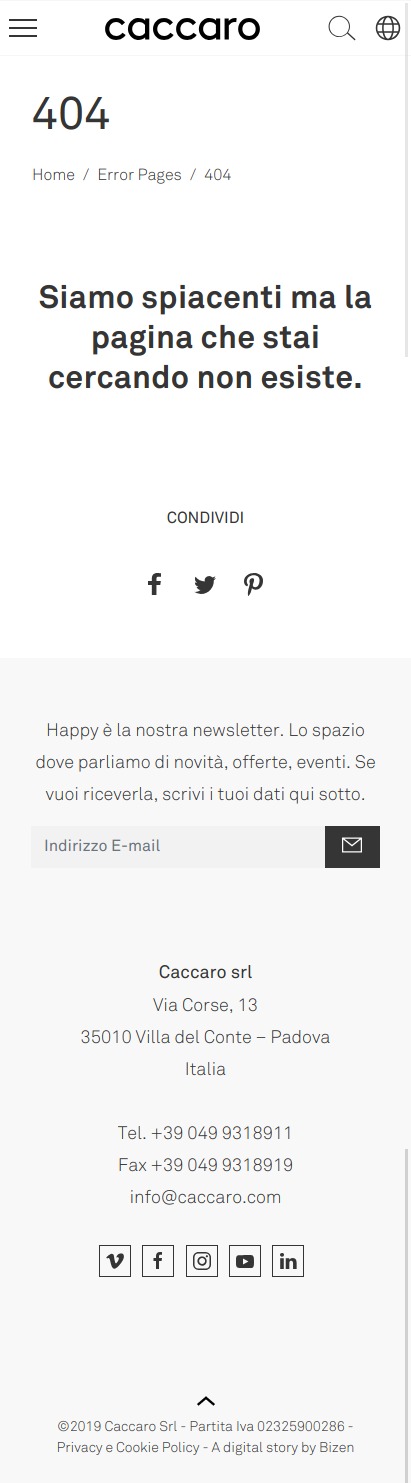 caccaro
404
Home / Error Pages / 404
Siamo spiacenti ma la
pagina che stai
cercando non esiste.
CONDIVIDI
Happy è la nostra newsletter. Lo spazio
dove parliamo di novità, offerte, eventi. Se
vuoi riceverla, scrivi i tuoi dati qui sotto.
Indirizzo E-mail
Caccaro srl
Via Corse, 13
35010 Villa del Conte – Padova
Italia
Tel. +39 049 9318911
Fax +39 049 9318919
info@caccaro.com
©2019 Caccaro Srl - Partita Iva 02325900286 -
Privacy e Cookie Policy - A digital story by Bizen